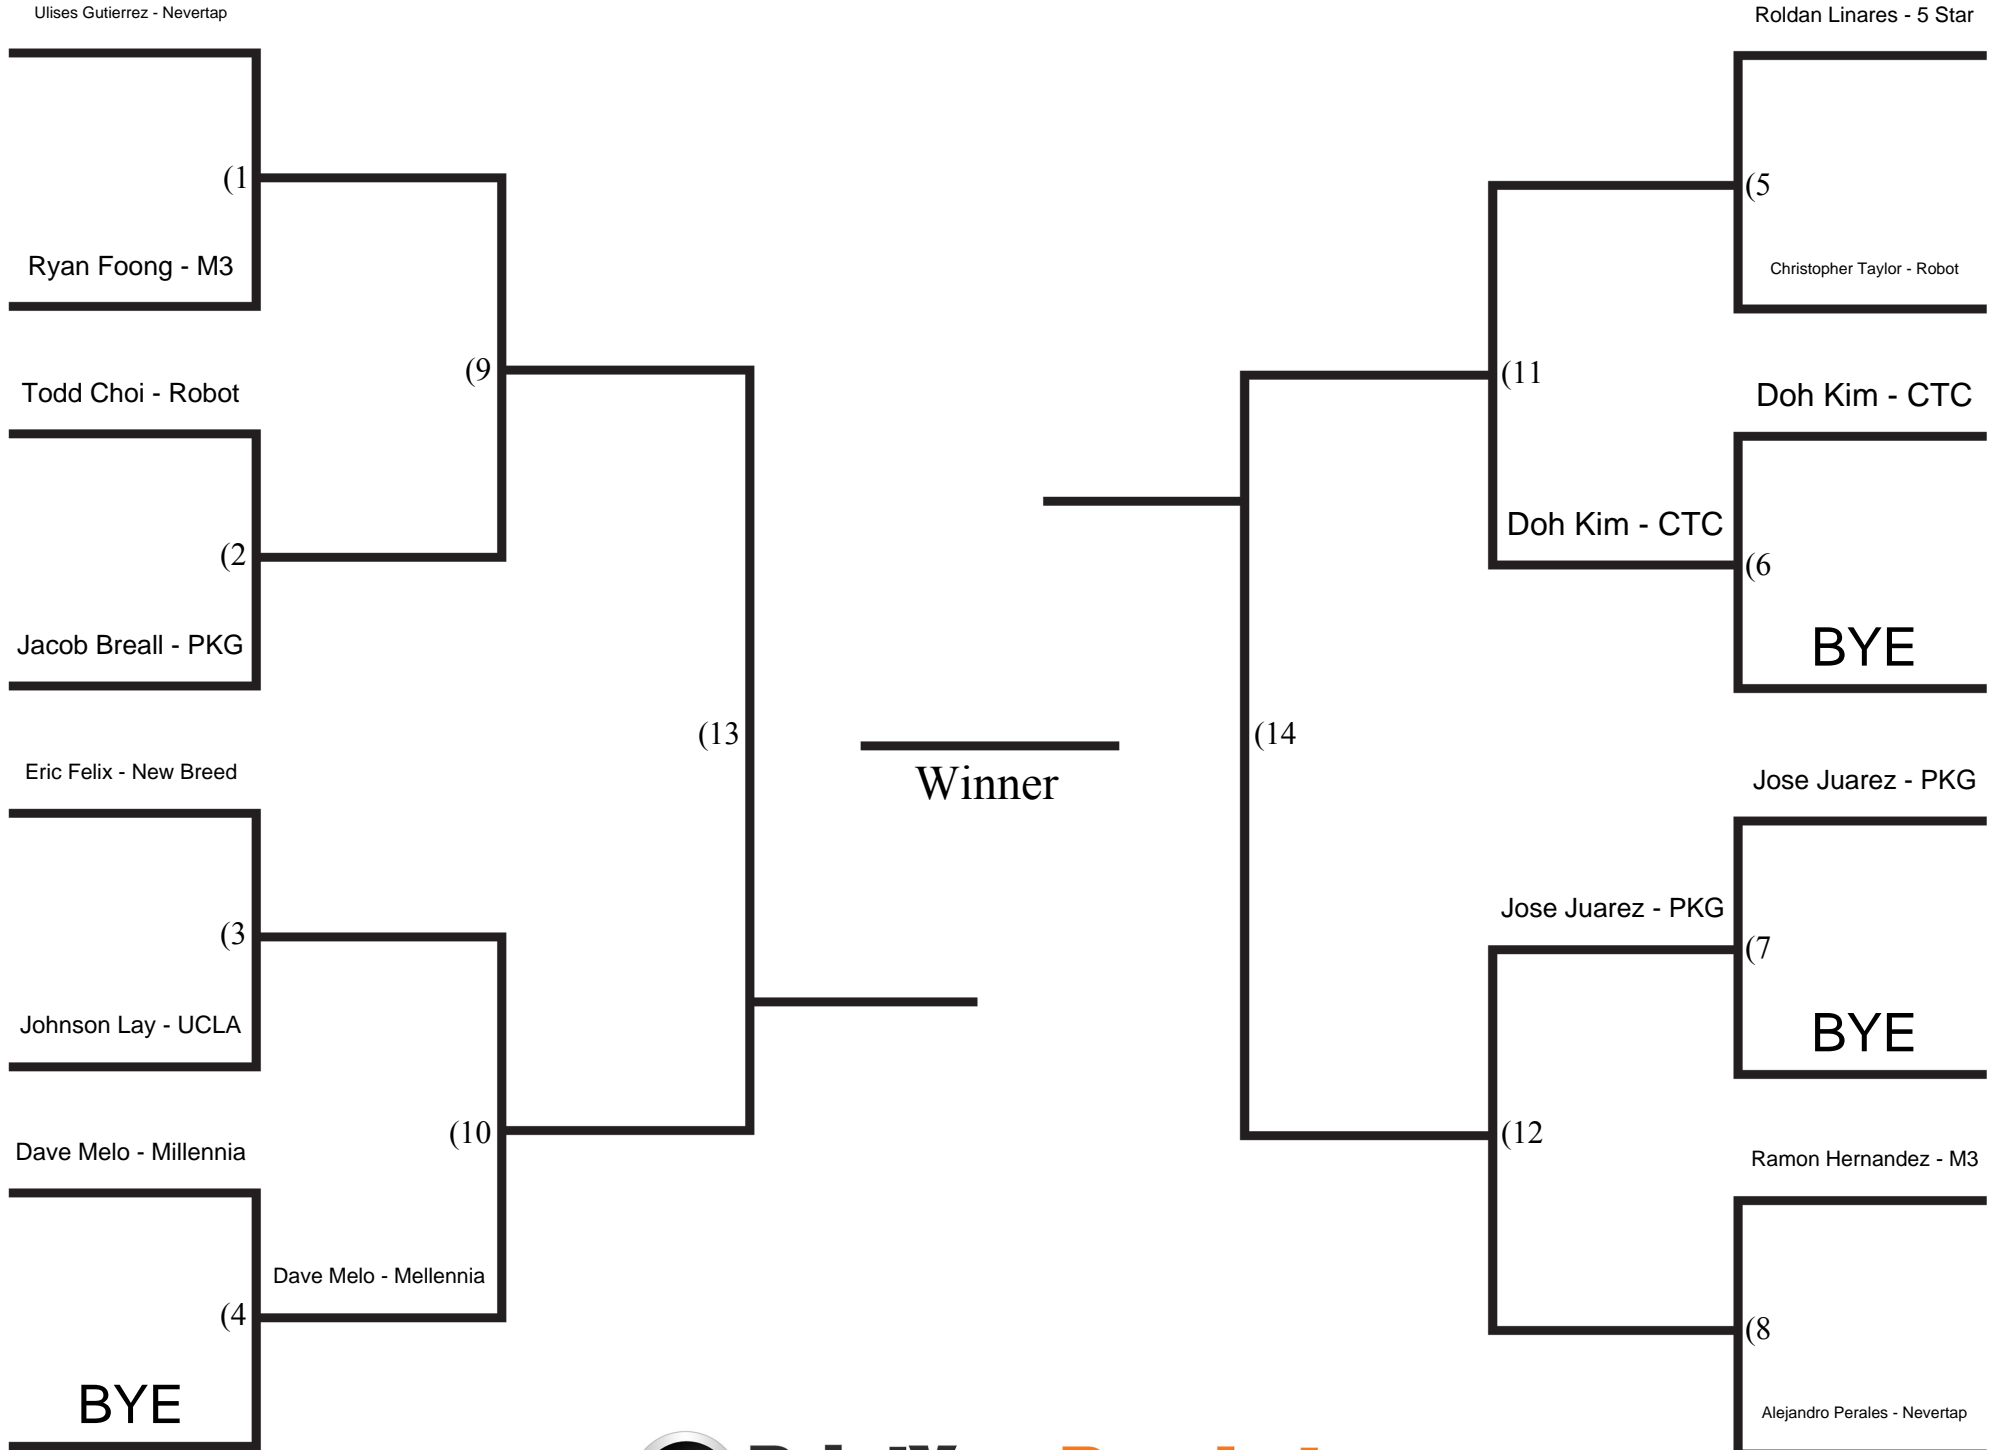 Ulises Gutierrez - Nevertap
(1
Ryan Foong - M3
Todd Choi - Robot
(9
(2
Jacob Breall - PKG
Eric Felix - New Breed
(3
Johnson Lay - UCLA
Dave Melo - Millennia
(10
Dave Melo - Mellennia
(4
BYE
(13
Winner
(14
Roldan Linares - 5 Star
(5
Christopher Taylor - Robot
(11
Doh Kim - CTC
Doh Kim - CTC
(6
BYE
Jose Juarez - PKG
Jose Juarez - PKG
(7
BYE
(12
Ramon Hernandez - M3
(8
Alejandro Perales - Nevertap